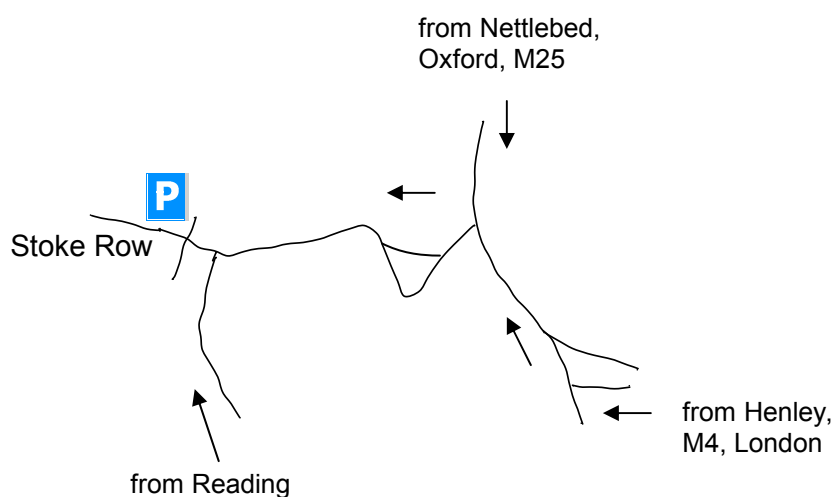 from Nettlebed,
Oxford, M25
P
Stoke Row
from Henley,
M4, London
from Reading